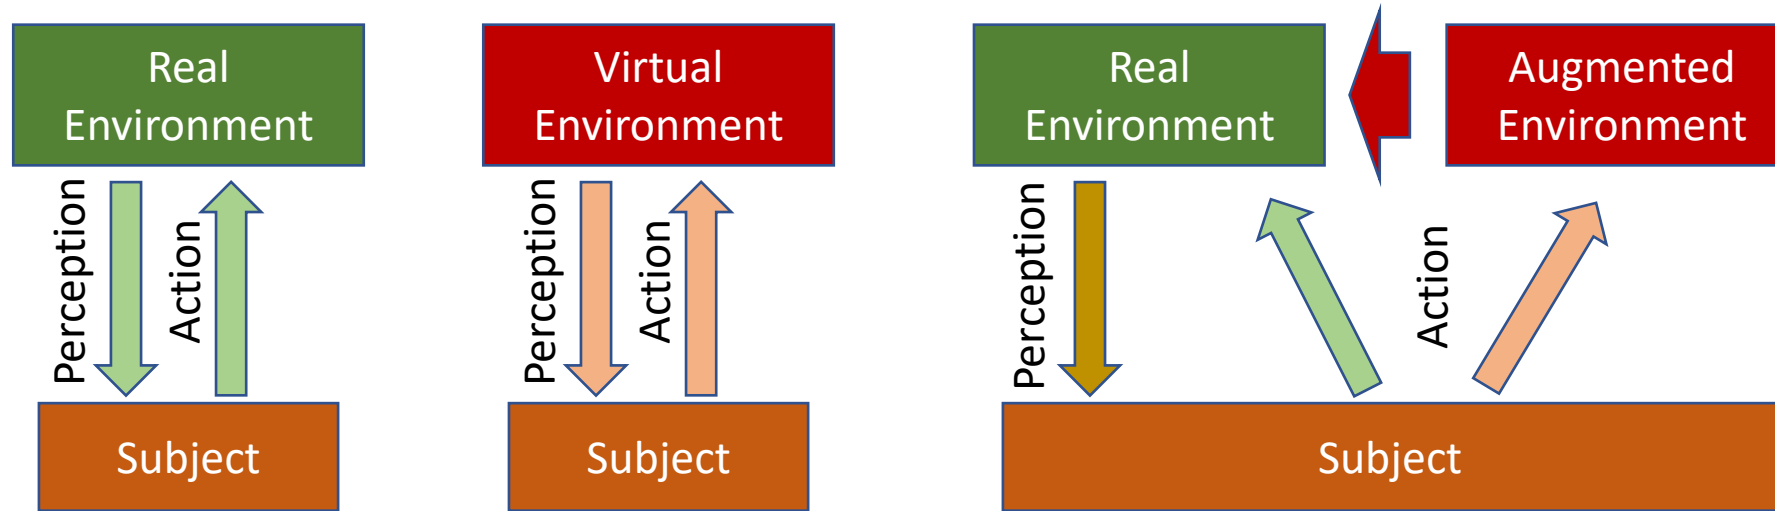 Real
Environment
Perception
Action
Subject
Virtual
Environment
Perception
Action
Subject
Real
Environment
Augmented
Environment
Perception
Action
Subject